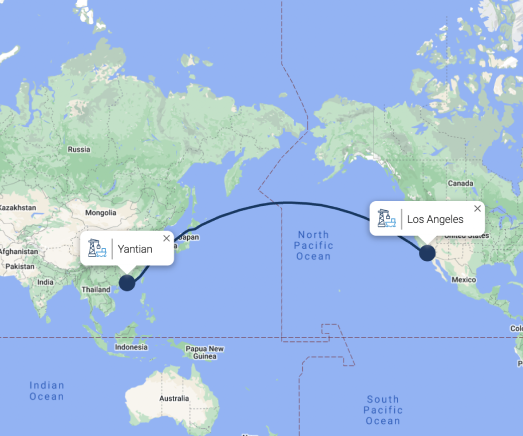 Russia
Canada
Kazakhstan
Mongolia
Los Angeles
United States
Japan
North
Pacific
Ocean
Yantian
Afghanistan
Pakistan
India
Thailand
Mexico
Col
Indonesia
Papua New
Guinea
P
Indian
Ocean
Australia
South
Pacific
Ocean